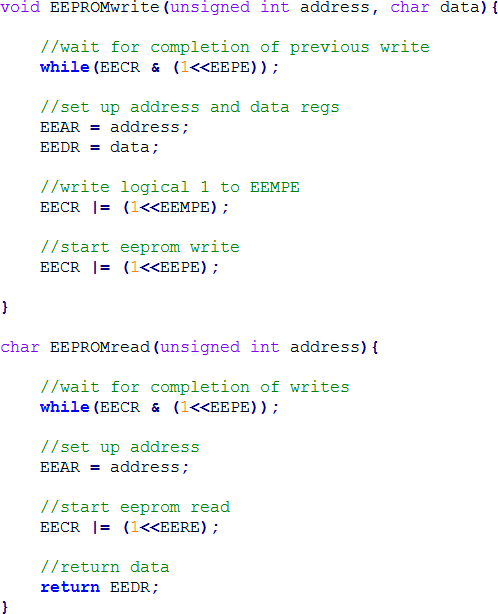 void EEPROMwrite(unsigned int address, char data){
//wait for completion of previous write
while(EECR & (1<<EEPE));
//set up address and data regs
EEAR = address;
EEDR = data;
//write logical 1 to EEMPE
EECR |= (1<<EEMPE);
//start eeprom write
EECR |= (1<<EEPE);
}
char EEPROMread(unsigned int address){
//wait for completion of writes
while(EECR & (1<<EEPE));
//set up address
EEAR = address;
//start eeprom read
EECR |= (1<<EERE);
//return data
return EEDR;
}